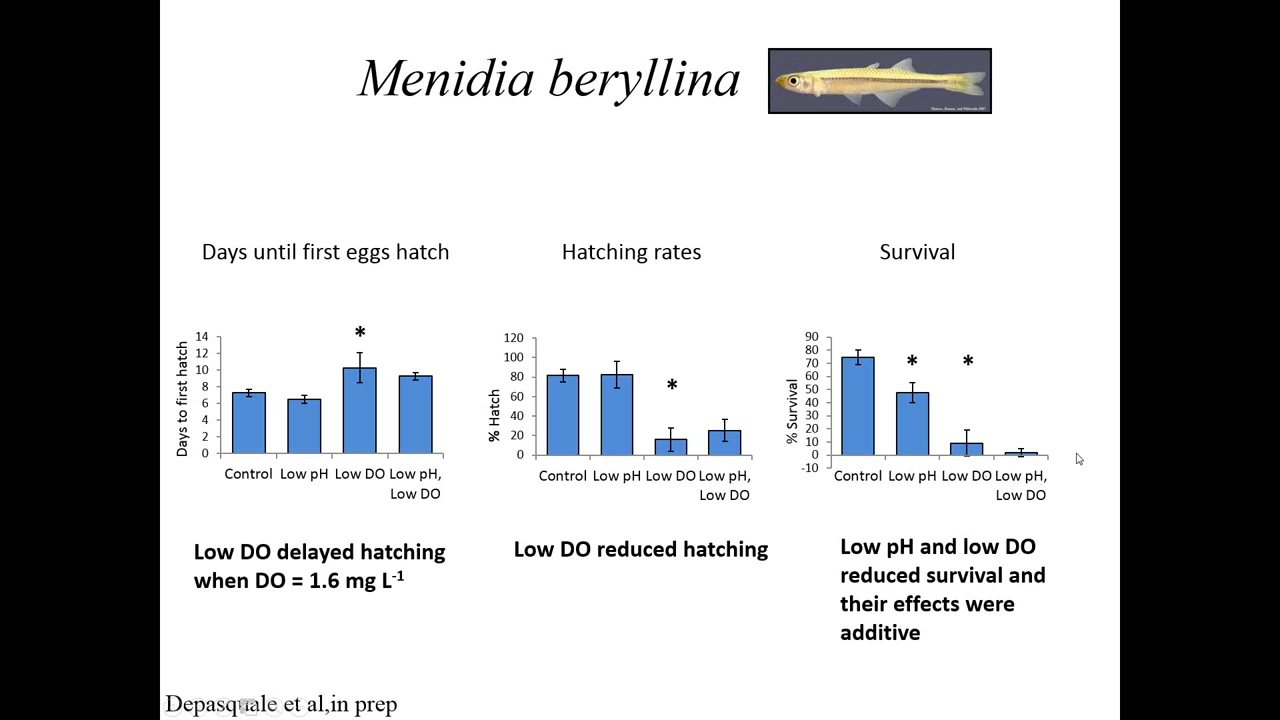 Menidia beryllina
Days until first eggs hatch
Hatching rates
Survival
Days to first hatch
14
12
10
8
6
4
2
0
*
Control
Low pH
Low DO
Low pH,
Low DO
% Hatch
120
100
80
60
40
20
0
*
Control
Low pH
Low DO
Low pH,
Low DO
% Survival
90
80
70
60
50
40
30
20
10
0
-10
*
*
Control
Low pH
Low DO
Low pH,
Low DO
Low DO delayed hatching
when DO = 1.6 mg L-1
Low DO reduced hatching
Low pH and low DO
reduced survival and
their effects were
additive
Depasquale et al,in prep